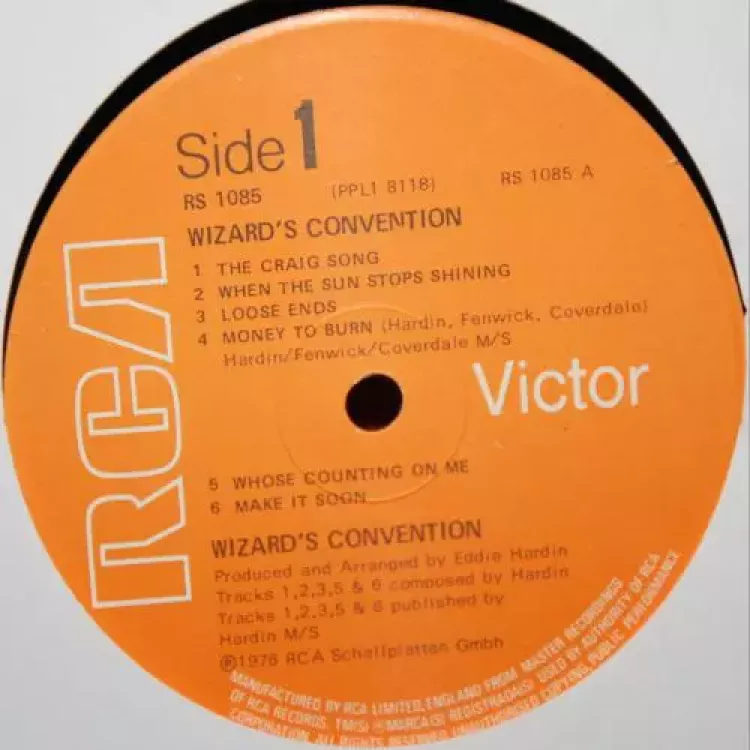 Side 1
RS 1085 (PPL1 8118) RS 1085 A
WIZARD'S CONVENTION
1 THE CRAIG SONG
2 WHEN THE SUN STOPS SHINING
3 LOOSE ENDS
4 MONEY TO BURN (Hardin, Fenwick, Coverdale)
Hardin/Fenwick/Coverdale M/S
RCA
Victor
5 WHOSE COUNTING ON ME
6 MAKE IT SOON
WIZARD'S CONVENTION
Produced and Arranged by Eddie Hardin
Tracks 1,2,3,5 & 6 composed by Hardin
Tracks 1,2,3,5 & 6 published by
Hardin M/S
℗1976 RCA Schallplatten Gmbh
MANUFACTURED BY RCA LIMITED, ENGLAND FROM MASTER RECORDINGS
OF RCA RECORDS. TM(S) ® MARCA(S) REGISTRADA(S) USED BY AUTHORITY OF RCA
CORPORATION. ALL RIGHTS RESERVED UNAUTHORISED COPYING PUBLIC PERFORMANCE